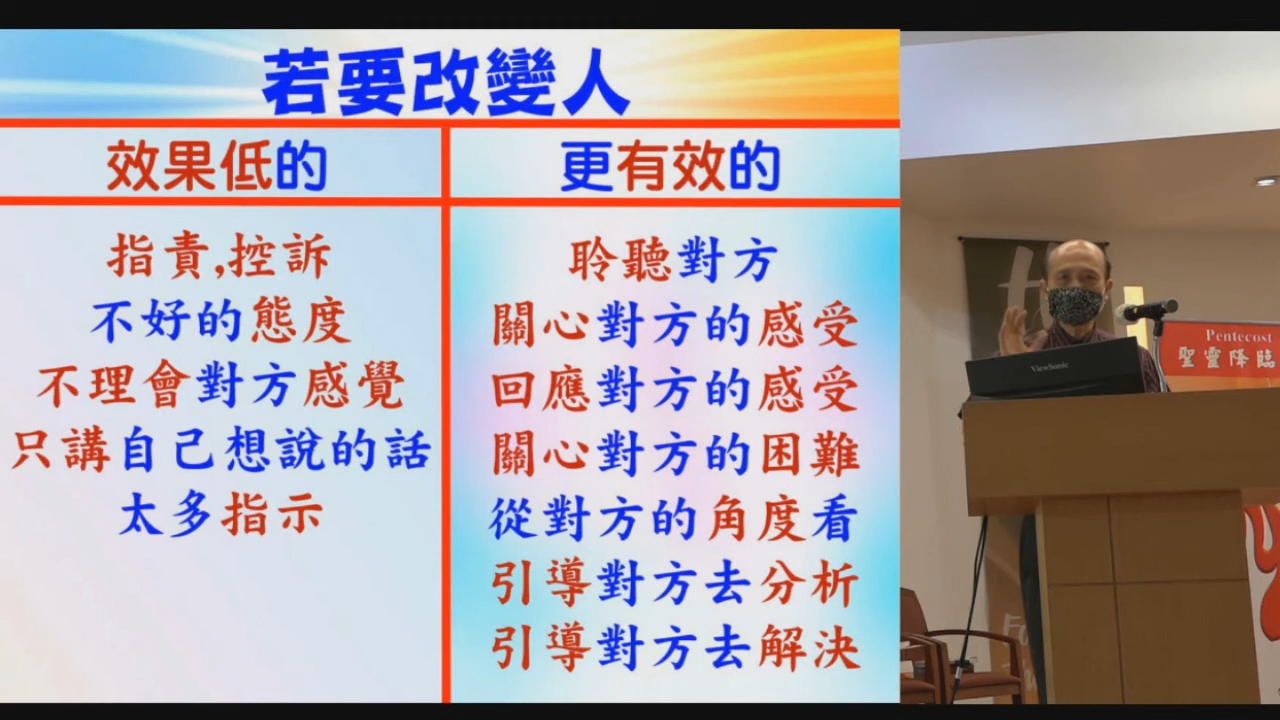 若要改變人
效果低的
指責,控訴
不好的態度
不理會對方感覺
只講自己想說的話
太多指示
更有效的
聆聽對方
關心對方的感受
回應對方的感受
關心對方的困難
從對方的角度看
引導對方去分析
引導對方去解決
ViewSonic
Pentecost
聖靈降臨